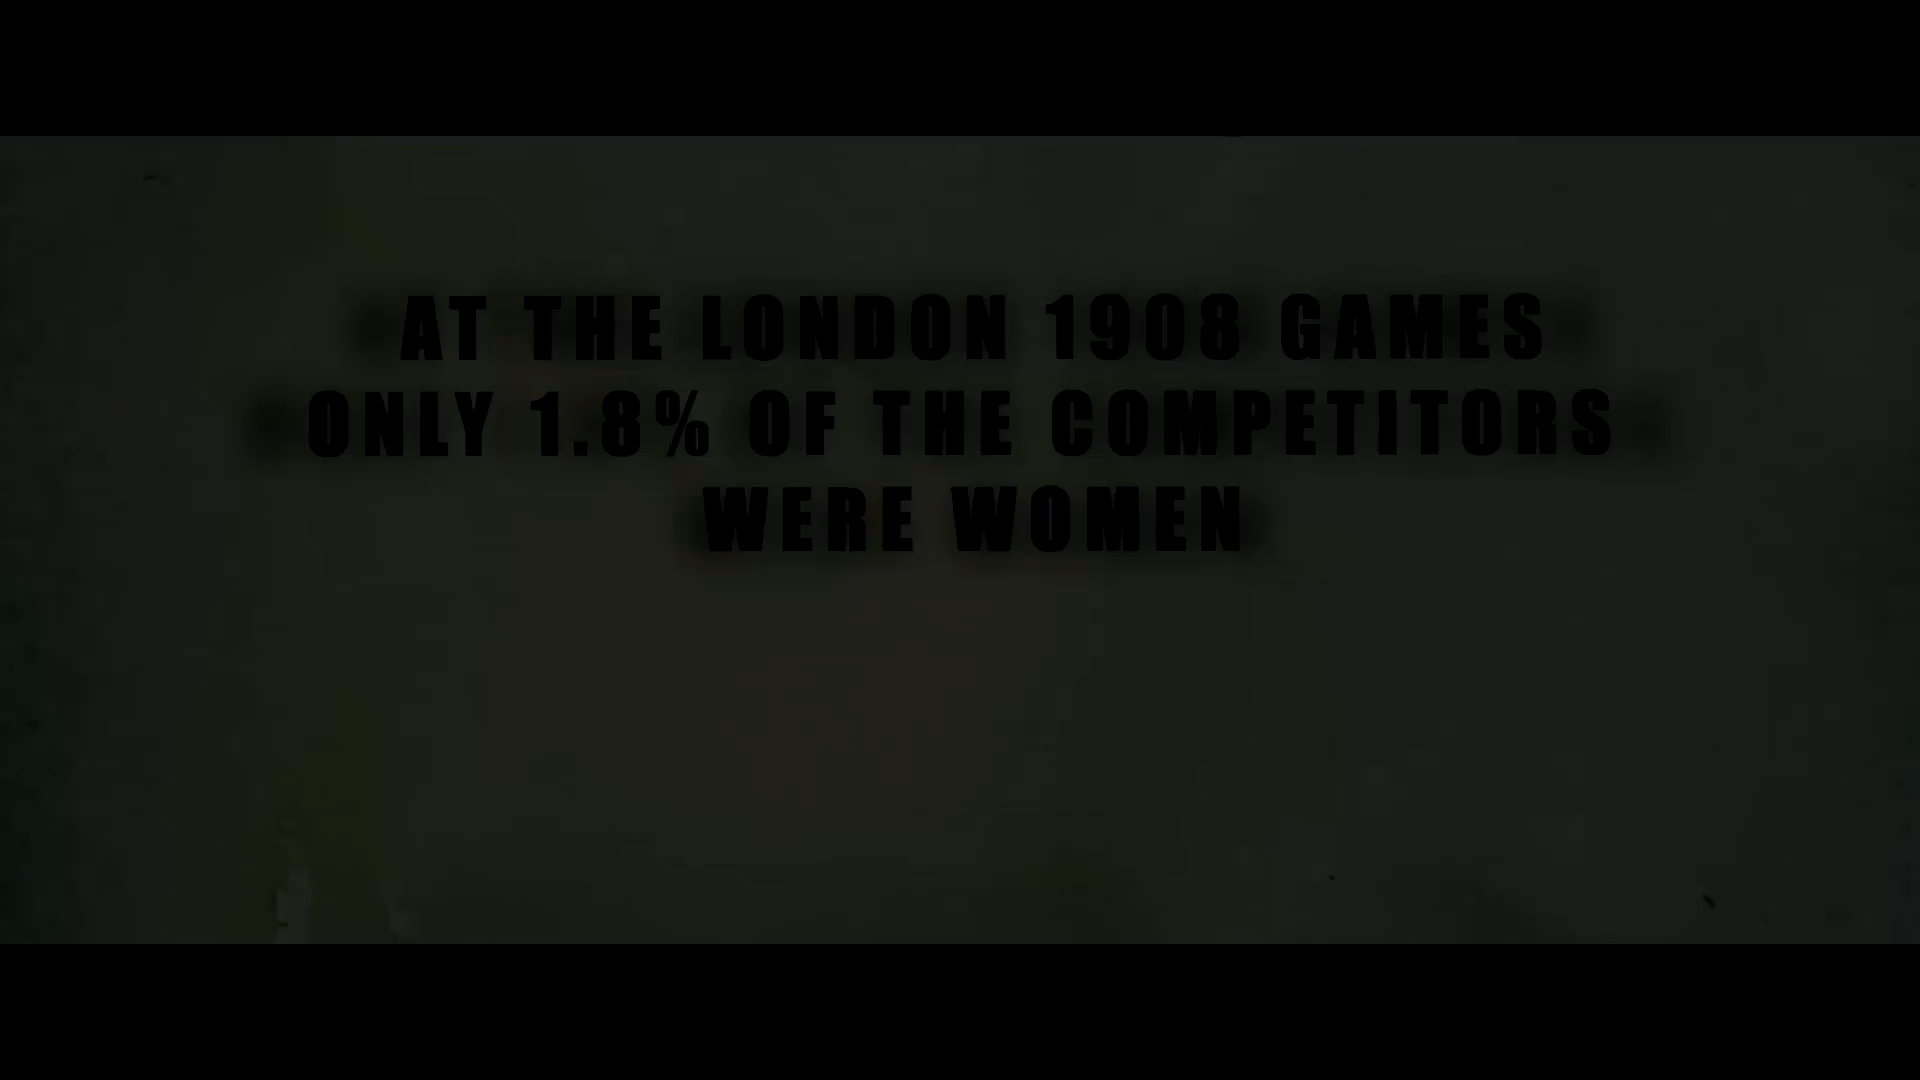 AT THE LONDON 1908 GAMES
ONLY 1.8% OF THE COMPETITORS
WERE WOMEN